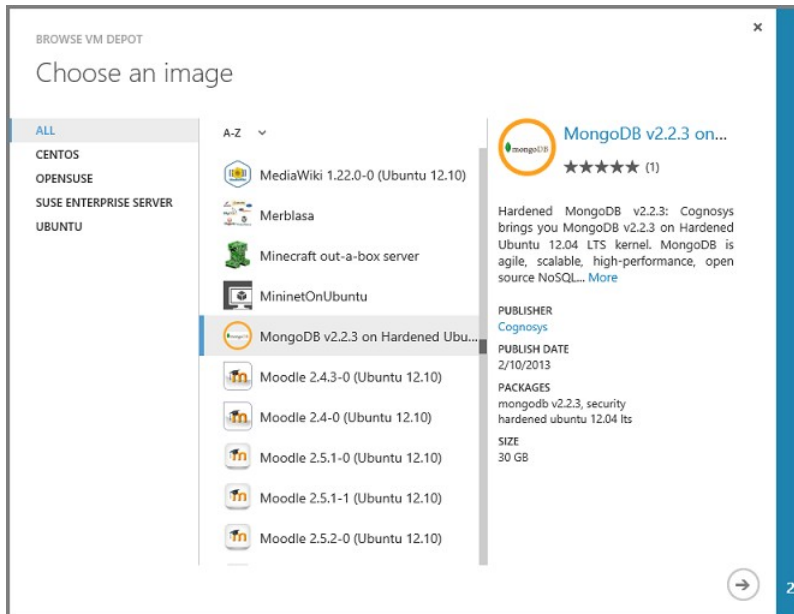 BROWSE VM DEPOT
Choose an image
ALL
CENTOS
OPENSUSE
SUSE ENTERPRISE SERVER
UBUNTU
A-Z
MediaWiki 1.22.0-0 (Ubuntu 12.10)
Merblasa
Minecraft out-a-box server
MininetOnUbuntu
MongoDB v2.2.3 on Hardened Ubu...
Moodle 2.4.3-0 (Ubuntu 12.10)
Moodle 2.4-0 (Ubuntu 12.10)
Moodle 2.5.1-0 (Ubuntu 12.10)
Moodle 2.5.1-1 (Ubuntu 12.10)
Moodle 2.5.2-0 (Ubuntu 12.10)
mongoDB
MongoDB v2.2.3 on...
(1)
Hardened MongoDB v2.2.3: Cognosys
brings you MongoDB v2.2.3 on Hardened
Ubuntu 12.04 LTS kernel. MongoDB is
agile, scalable, high-performance, open
source NoSQL... More
PUBLISHER
Cognosys
PUBLISH DATE
2/10/2013
PACKAGES
mongodb v2.2.3, security
hardened ubuntu 12.04 lts
SIZE
30 GB
2